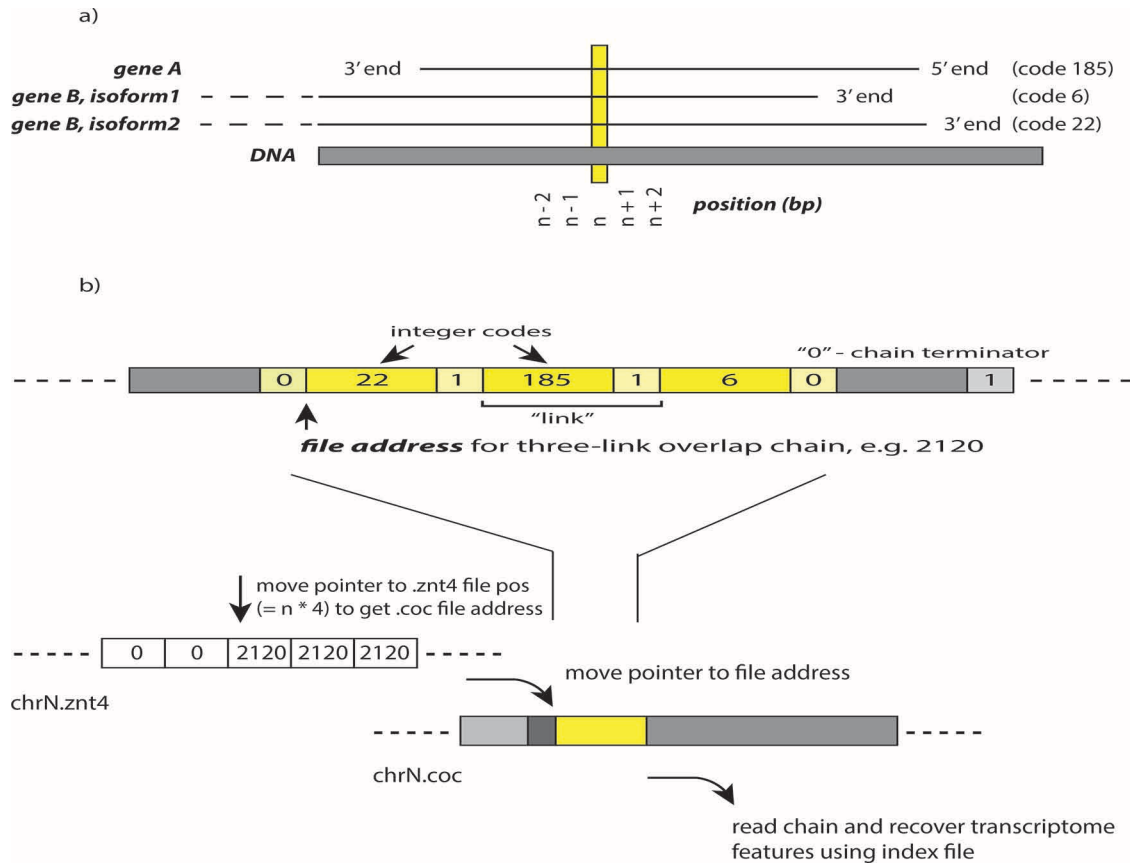 a)
gene A 3' end 5' end (code 185)
gene B, isoform1 3' end (code 6)
gene B, isoform2 3' end (code 22)
DNA
n - 2 n - 1 n n + 1 n + 2 position (bp)
b)
integer codes
"0" - chain terminator
0 22 1 185 1 6 0 1
"link"
file address for three-link overlap chain, e.g. 2120
move pointer to .znt4 file pos
(= n * 4) to get .coc file address
0 0 2120 2120 2120
move pointer to file address
chrN.znt4
chrN.coc
read chain and recover transcriptome
features using index file